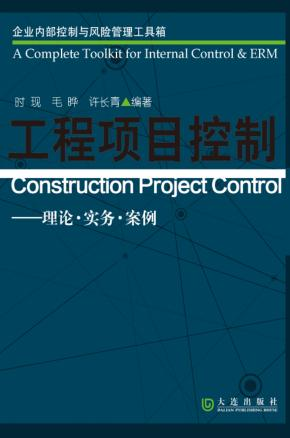 企业内部控制与风险管理工具箱
A Complete Toolkit for Internal Control & ERM
时 现 毛 晔 许长青▲编著
工程项目控制
Construction Project Control
——理论·实务·案例
大连出版社
DALIAN PUBLISHING HOUSE